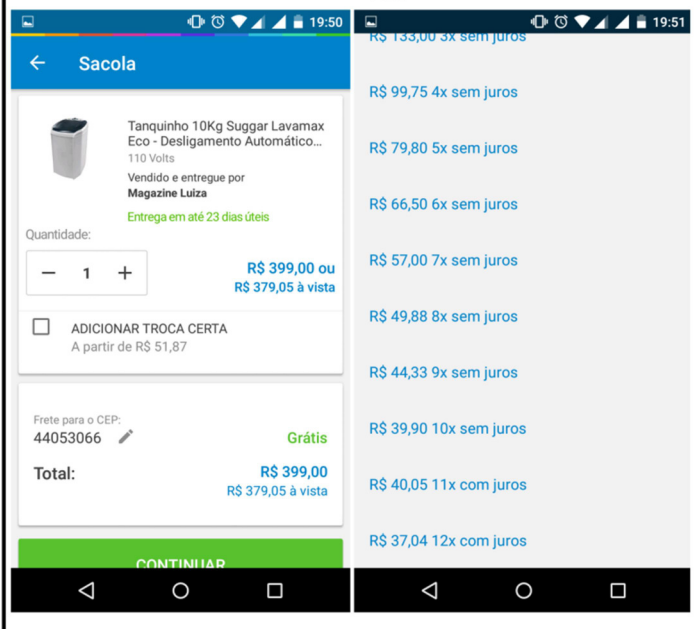 19:50
Sacola
Tanquinho 10Kg Suggar Lavamax
Eco - Desligamento Automático...
110 Volts
Vendido e entregue por
Magazine Luiza
Entrega em até 23 dias úteis
Quantidade:
1
R$ 399,00 ou
R$ 379,05 à vista
ADICIONAR TROCA CERTA
A partir de R$ 51,87
Frete para o CEP:
44053066
Grátis
Total:
R$ 399,00
R$ 379,05 à vista
CONTINUAR
19:51
R$ 133,00 3x sem juros
R$ 99,75 4x sem juros
R$ 79,80 5x sem juros
R$ 66,50 6x sem juros
R$ 57,00 7x sem juros
R$ 49,88 8x sem juros
R$ 44,33 9x sem juros
R$ 39,90 10x sem juros
R$ 40,05 11x com juros
R$ 37,04 12x com juros